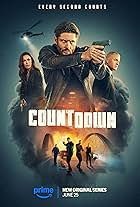 EVERY SECOND COUNTS
COUNTDOWN
prime
NEW ORIGINAL SERIES
JUNE 25